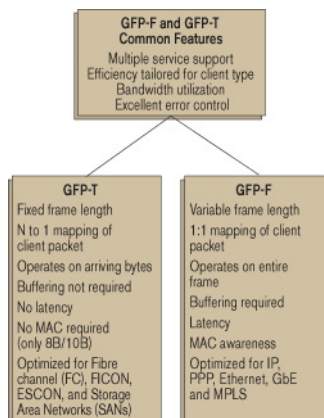 GFP-F and GFP-T
Common Features
Multiple service support
Efficiency tailored for client type
Bandwidth utilization
Excellent error control
GFP-T
Fixed frame length
N to 1 mapping of
client packet
Operates on arriving bytes
Buffering not required
No latency
No MAC required
(only 8B/10B)
Optimized for Fibre
channel (FC), FICON,
ESCON, and Storage
Area Networks (SANs)
GFP-F
Variable frame length
1:1 mapping of client
packet
Operates on entire
frame
Buffering required
Latency
MAC awareness
Optimized for IP,
PPP, Ethernet, GbE
and MPLS